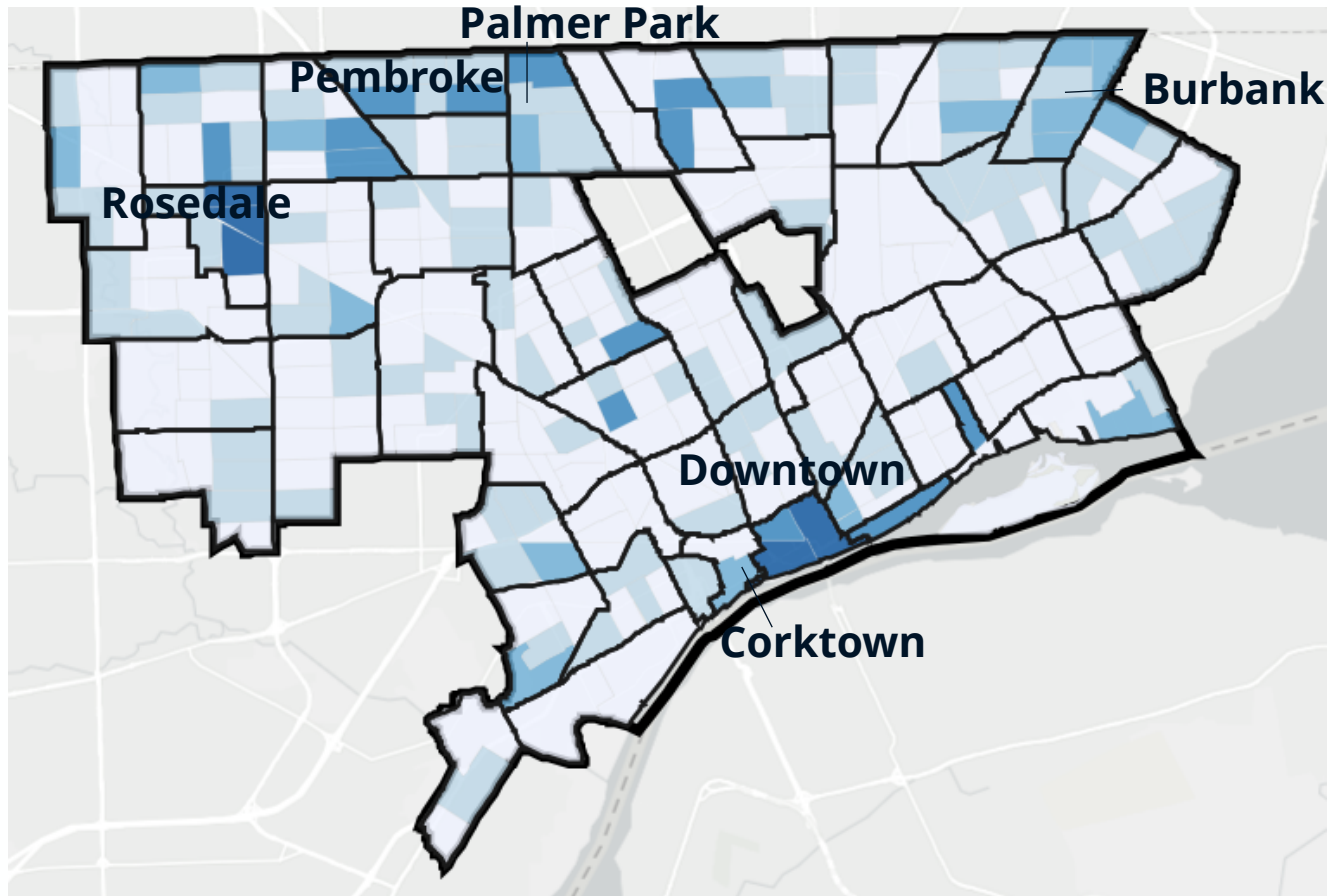 Palmer Park
Pembroke
Burbank
Rosedale
Downtown
Corktown